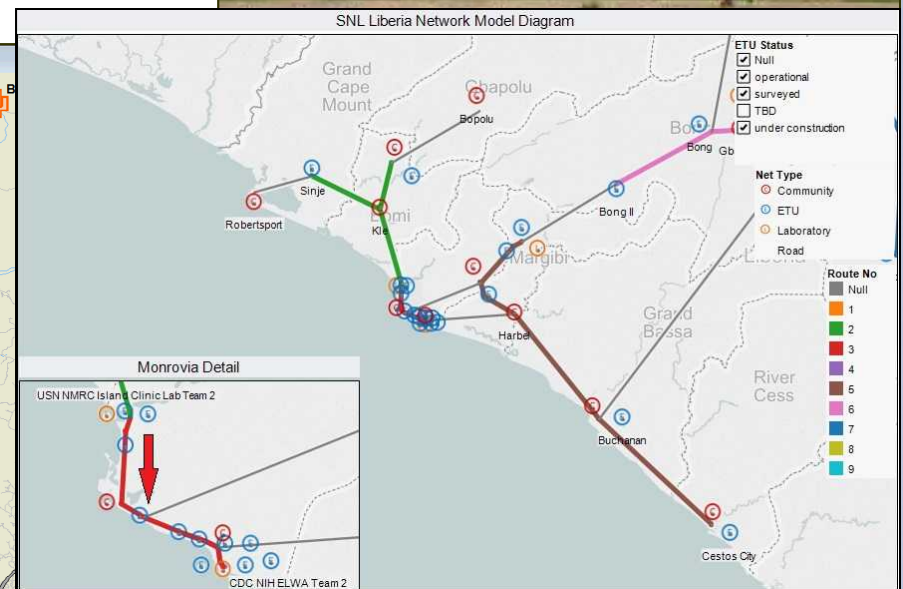 SNL Liberia Network Model Diagram
B
ETU Status
Null
operational
surveyed
TBD
under construction
Net Type
Community
ETU
Laboratory
Road
Route No
Null
1
2
3
4
5
6
7
8
9
Grand
Cape
Mount
Gbapolu
Bopolu
Bong
Gb
Sinje
Bong II
Robertsport
Lomi
Kle
Margibi
Liberia
Harbel
Grand
Bassa
River
Cess
Buchanan
Cestos City
Monrovia Detail
USN NMRC Island Clinic Lab Team 2
CDC NIH ELWA Team 2